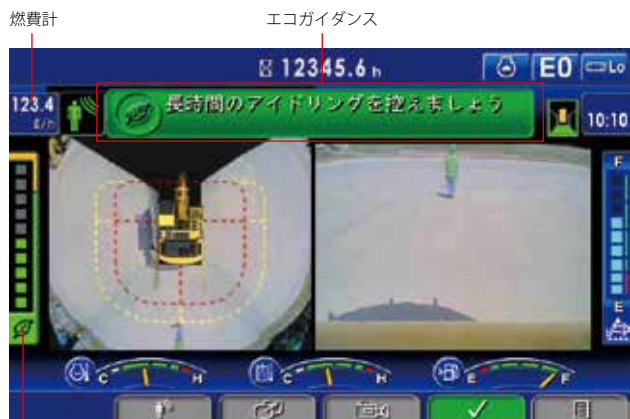 燃費計
エコガイダンス
12345.6 h
E0
Lo
123.4
ℓ/h
長時間のアイドリングを控えましょう
10:10
F
E
C H
C H
E F